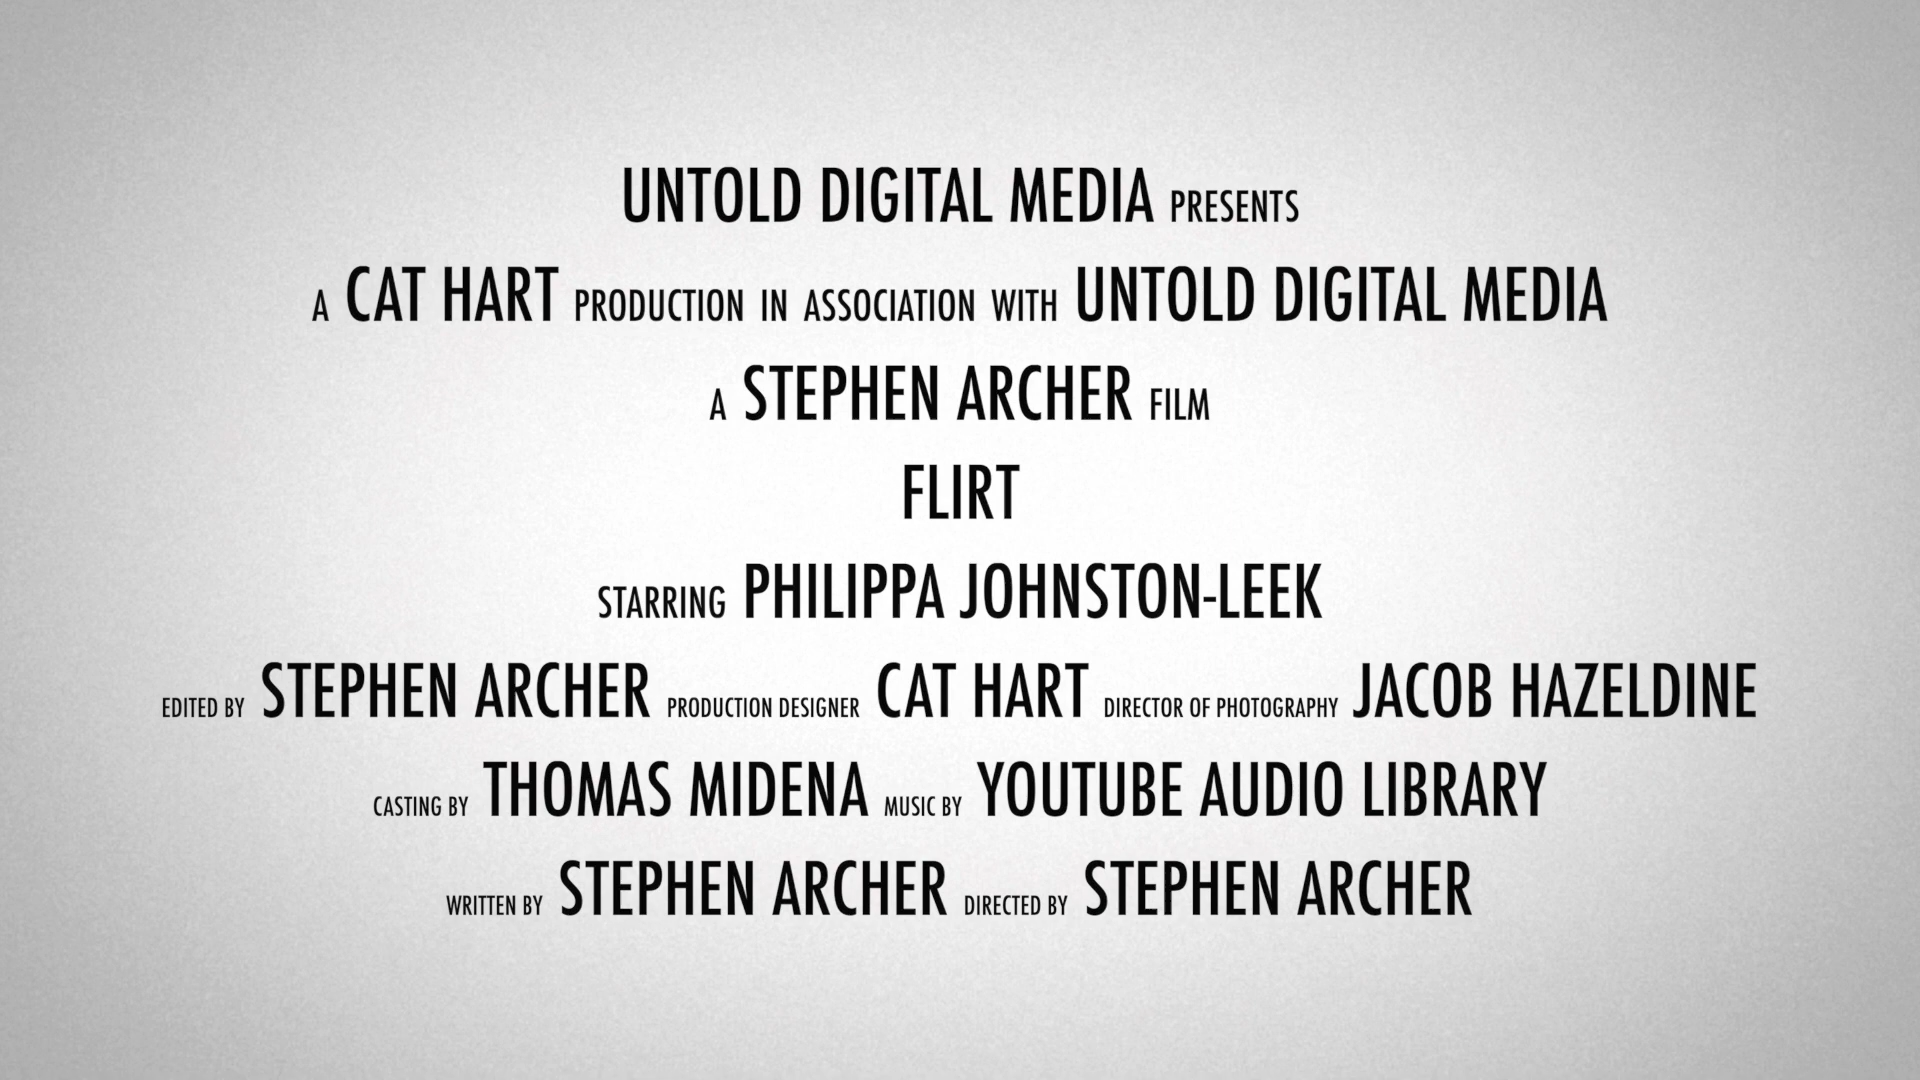 UNTOLD DIGITAL MEDIA PRESENTS
A CAT HART PRODUCTION IN ASSOCIATION WITH UNTOLD DIGITAL MEDIA
A STEPHEN ARCHER FILM
FLIRT
STARRING PHILIPPA JOHNSTON-LEEK
EDITED BY STEPHEN ARCHER PRODUCTION DESIGNER CAT HART DIRECTOR OF PHOTOGRAPHY JACOB HAZELDINE
CASTING BY THOMAS MIDENA MUSIC BY YOUTUBE AUDIO LIBRARY
WRITTEN BY STEPHEN ARCHER DIRECTED BY STEPHEN ARCHER